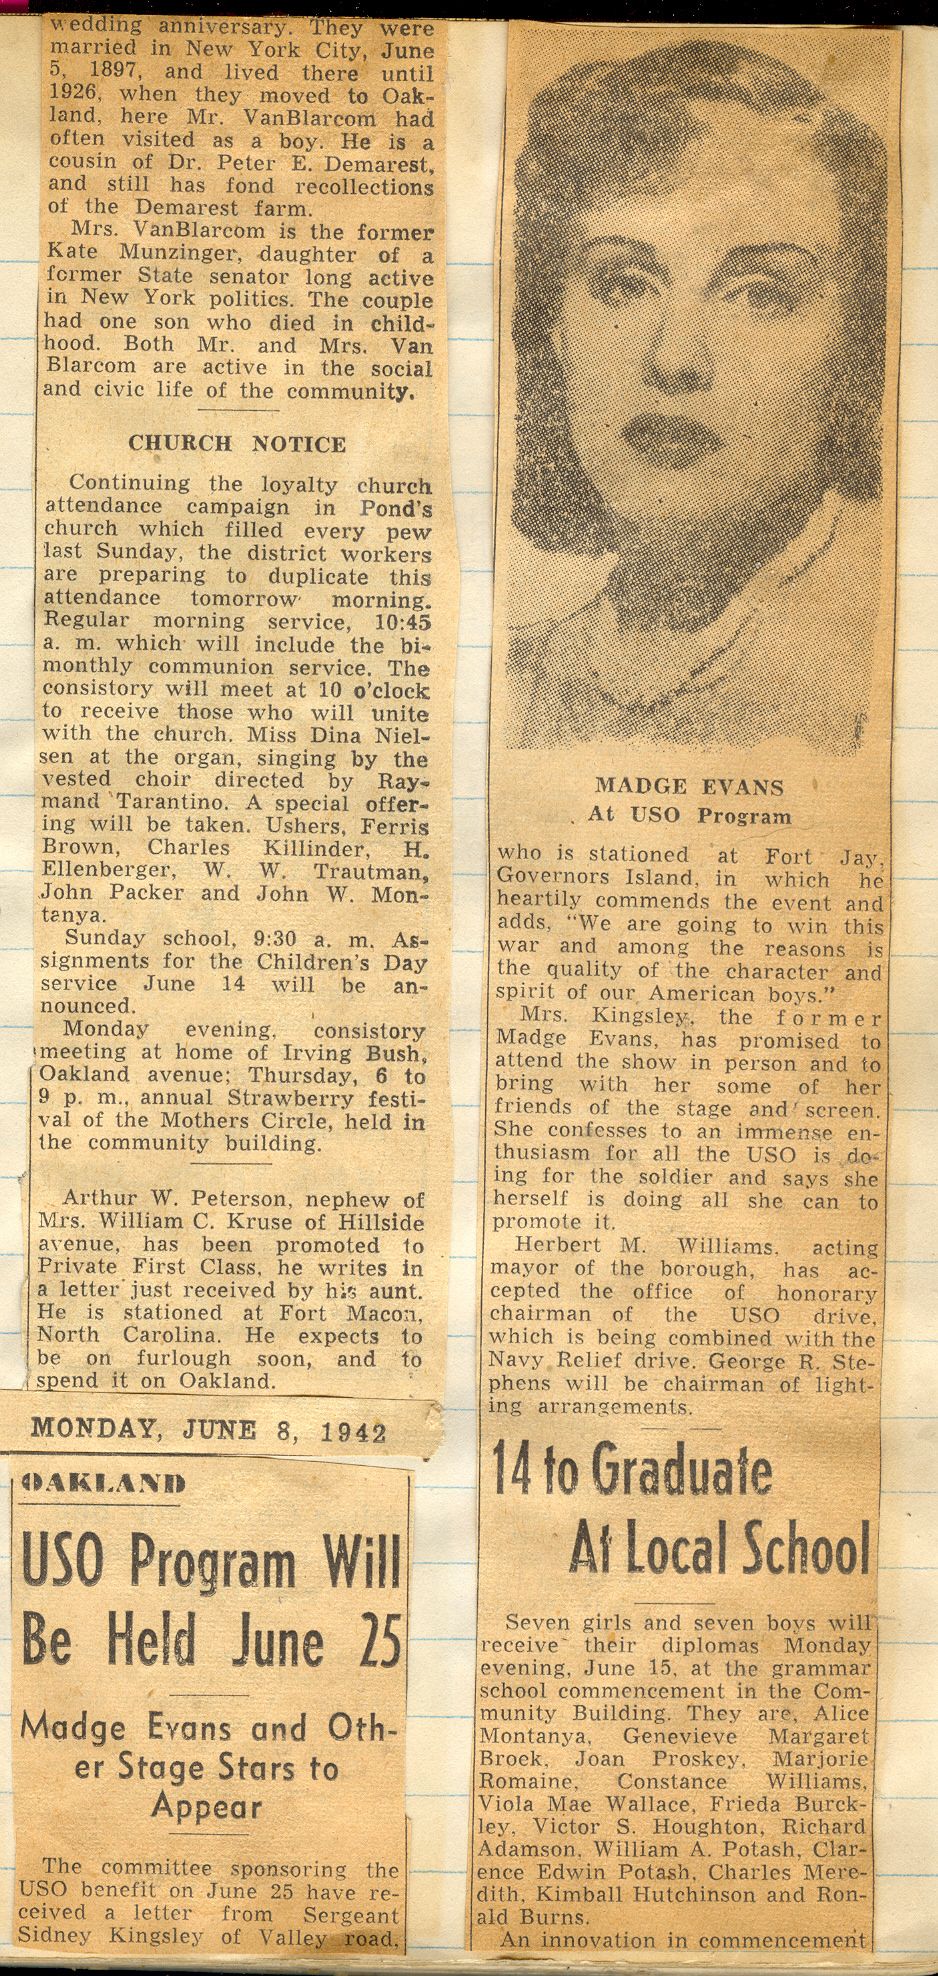 wedding anniversary. They were
married in New York City, June
5, 1897, and lived there until
1926, when they moved to Oak-
land, here Mr. VanBlarcom had
often visited as a boy. He is a
cousin of Dr. Peter E. Demarest,
and still has fond recollections
of the Demarest farm.
Mrs. VanBlarcom is the former
Kate Munzinger, daughter of a
former State senator long active
in New York politics. The couple
had one son who died in child-
hood. Both Mr. and Mrs. Van
Blarcom are active in the social
and civic life of the community.
CHURCH NOTICE
Continuing the loyalty church
attendance campaign in Pond's
church which filled every pew
last Sunday, the district workers
are preparing to duplicate this
attendance tomorrow morning.
Regular morning service, 10:45
a. m. which will include the bi-
monthly communion service. The
consistory will meet at 10 o'clock
to receive those who will unite
with the church. Miss Dina Niel-
sen at the organ, singing by the
vested choir directed by Ray-
mand Tarantino. A special offer-
ing will be taken. Ushers, Ferris
Brown, Charles Killinder, H.
Ellenberger, W. W. Trautman,
John Packer and John W. Mon-
tanya.
Sunday school, 9:30 a. m. As-
signments for the Children's Day
service June 14 will be an-
nounced.
Monday evening, consistory
meeting at home of Irving Bush,
Oakland avenue; Thursday, 6 to
9 p. m., annual Strawberry festi-
val of the Mothers Circle, held in
the community building.
Arthur W. Peterson, nephew of
Mrs. William C. Kruse of Hillside
avenue, has been promoted to
Private First Class, he writes in
a letter just received by his aunt.
He is stationed at Fort Macon,
North Carolina. He expects to
be on furlough soon, and to
spend it on Oakland.
MONDAY, JUNE 8, 1942
OAKLAND
USO Program Will
Be Held June 25
Madge Evans and Oth-
er Stage Stars to
Appear
The committee sponsoring the
USO benefit on June 25 have re-
ceived a letter from Sergeant
Sidney Kingsley of Valley road,
MADGE EVANS
At USO Program
who is stationed at Fort Jay,
Governors Island, in which he
heartily commends the event and
adds, "We are going to win this
war and among the reasons is
the quality of the character and
spirit of our American boys."
Mrs. Kingsley, the former
Madge Evans, has promised to
attend the show in person and to
bring with her some of her
friends of the stage and screen.
She confesses to an immense en-
thusiasm for all the USO is do-
ing for the soldier and says she
herself is doing all she can to
promote it.
Herbert M. Williams, acting
mayor of the borough, has ac-
cepted the office of honorary
chairman of the USO drive,
which is being combined with the
Navy Relief drive. George R. Ste-
phens will be chairman of light-
ing arrangements.
14 to Graduate
At Local School
Seven girls and seven boys will
receive their diplomas Monday
evening, June 15, at the grammar
school commencement in the Com-
munity Building. They are, Alice
Montanya, Genevieve Margaret
Broek, Joan Proskey, Marjorie
Romaine, Constance Williams,
Viola Mae Wallace, Frieda Burck-
ley, Victor S. Houghton, Richard
Adamson, William A. Potash, Clar-
ence Edwin Potash, Charles Mere-
dith, Kimball Hutchinson and Ron-
ald Burns.
An innovation in commencement